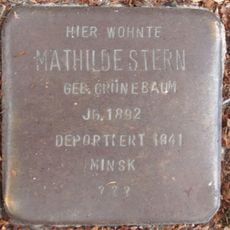 HIER WOHNTE
MATHILDE STERN
GEB. GRÜNEBAUM
JG. 1892
DEPORTIERT 1941
MINSK
???